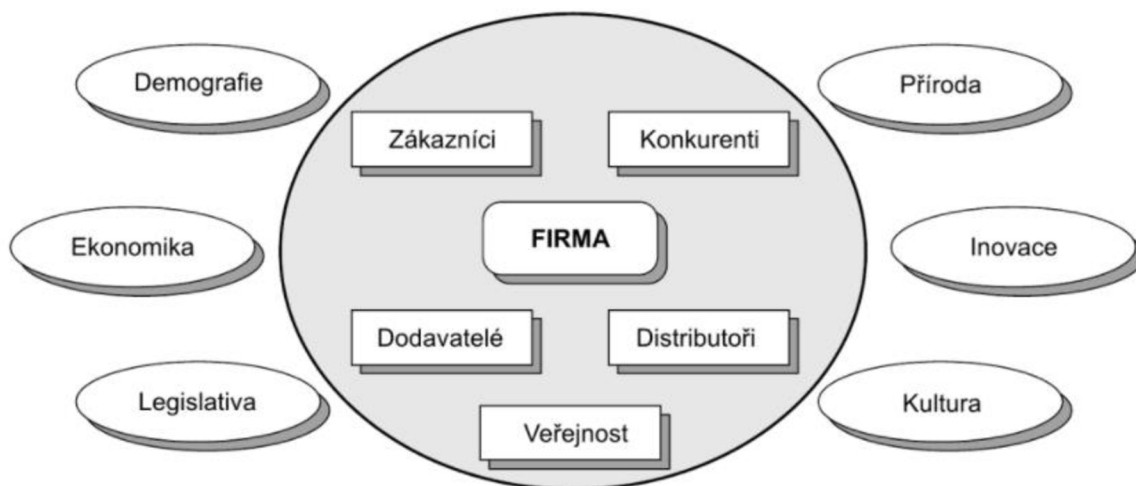 Demografie
Příroda
Zákazníci
Konkurenti
Ekonomika
FIRMA
Inovace
Dodavatelé
Distributoři
Legislativa
Kultura
Veřejnost